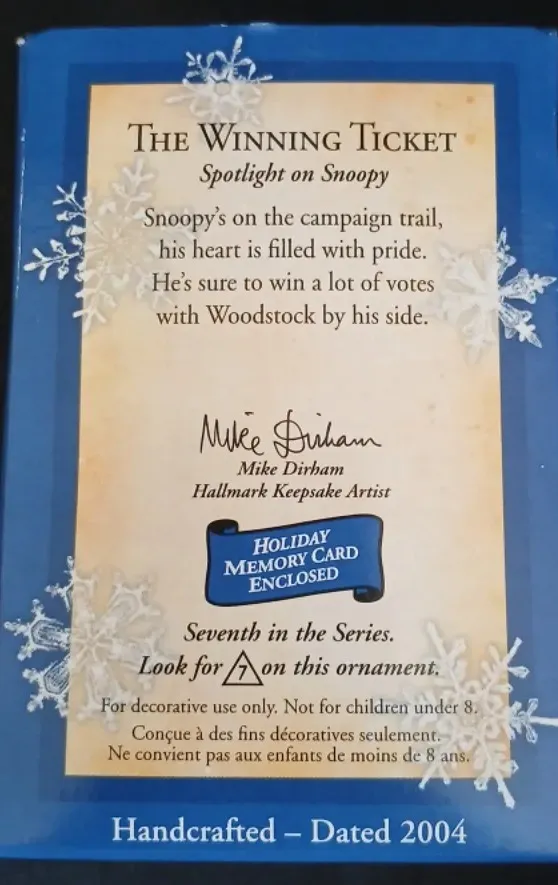 THE WINNING TICKET
Spotlight on Snoopy
Snoopy's on the campaign trail,
his heart is filled with pride.
He's sure to win a lot of votes
with Woodstock by his side.
Mike Dirham
Mike Dirham
Hallmark Keepsake Artist
HOLIDAY
MEMORY CARD
ENCLOSED
Seventh in the Series.
Look for 7 on this ornament.
For decorative use only. Not for children under 8.
Conçue à des fins décoratives seulement.
Ne convient pas aux enfants de moins de 8 ans.
Handcrafted – Dated 2004